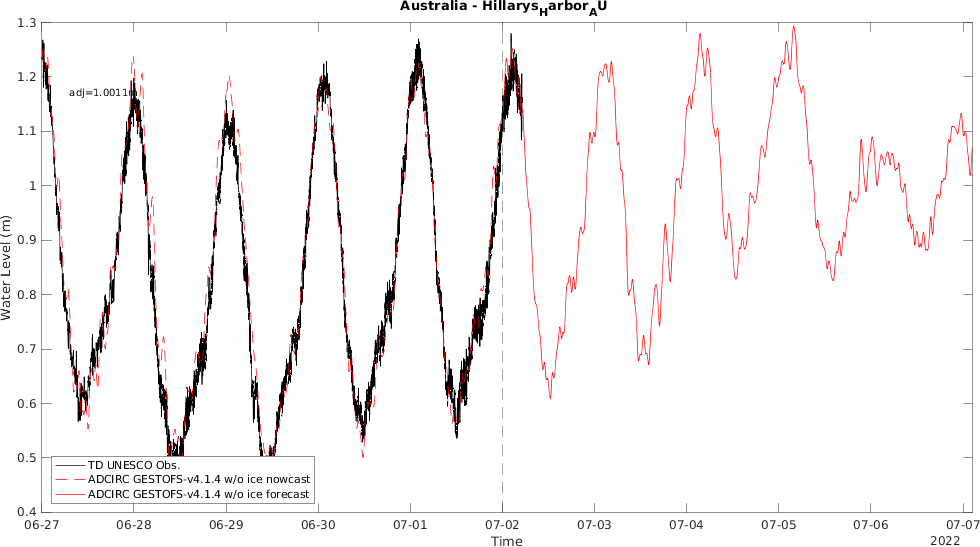 Australia - Hillarys_Harbor_AU
1.3
1.2
adj=1.0011m
1.1
1
0.9
Water Level (m)
0.8
0.7
0.6
0.5
TD UNESCO Obs.
ADCIRC GESTOFS-v4.1.4 w/o ice nowcast
ADCIRC GESTOFS-v4.1.4 w/o ice forecast
0.4
06-27 06-28 06-29 06-30 07-01 07-02 07-03 07-04 07-05 07-06 07-07
Time
2022